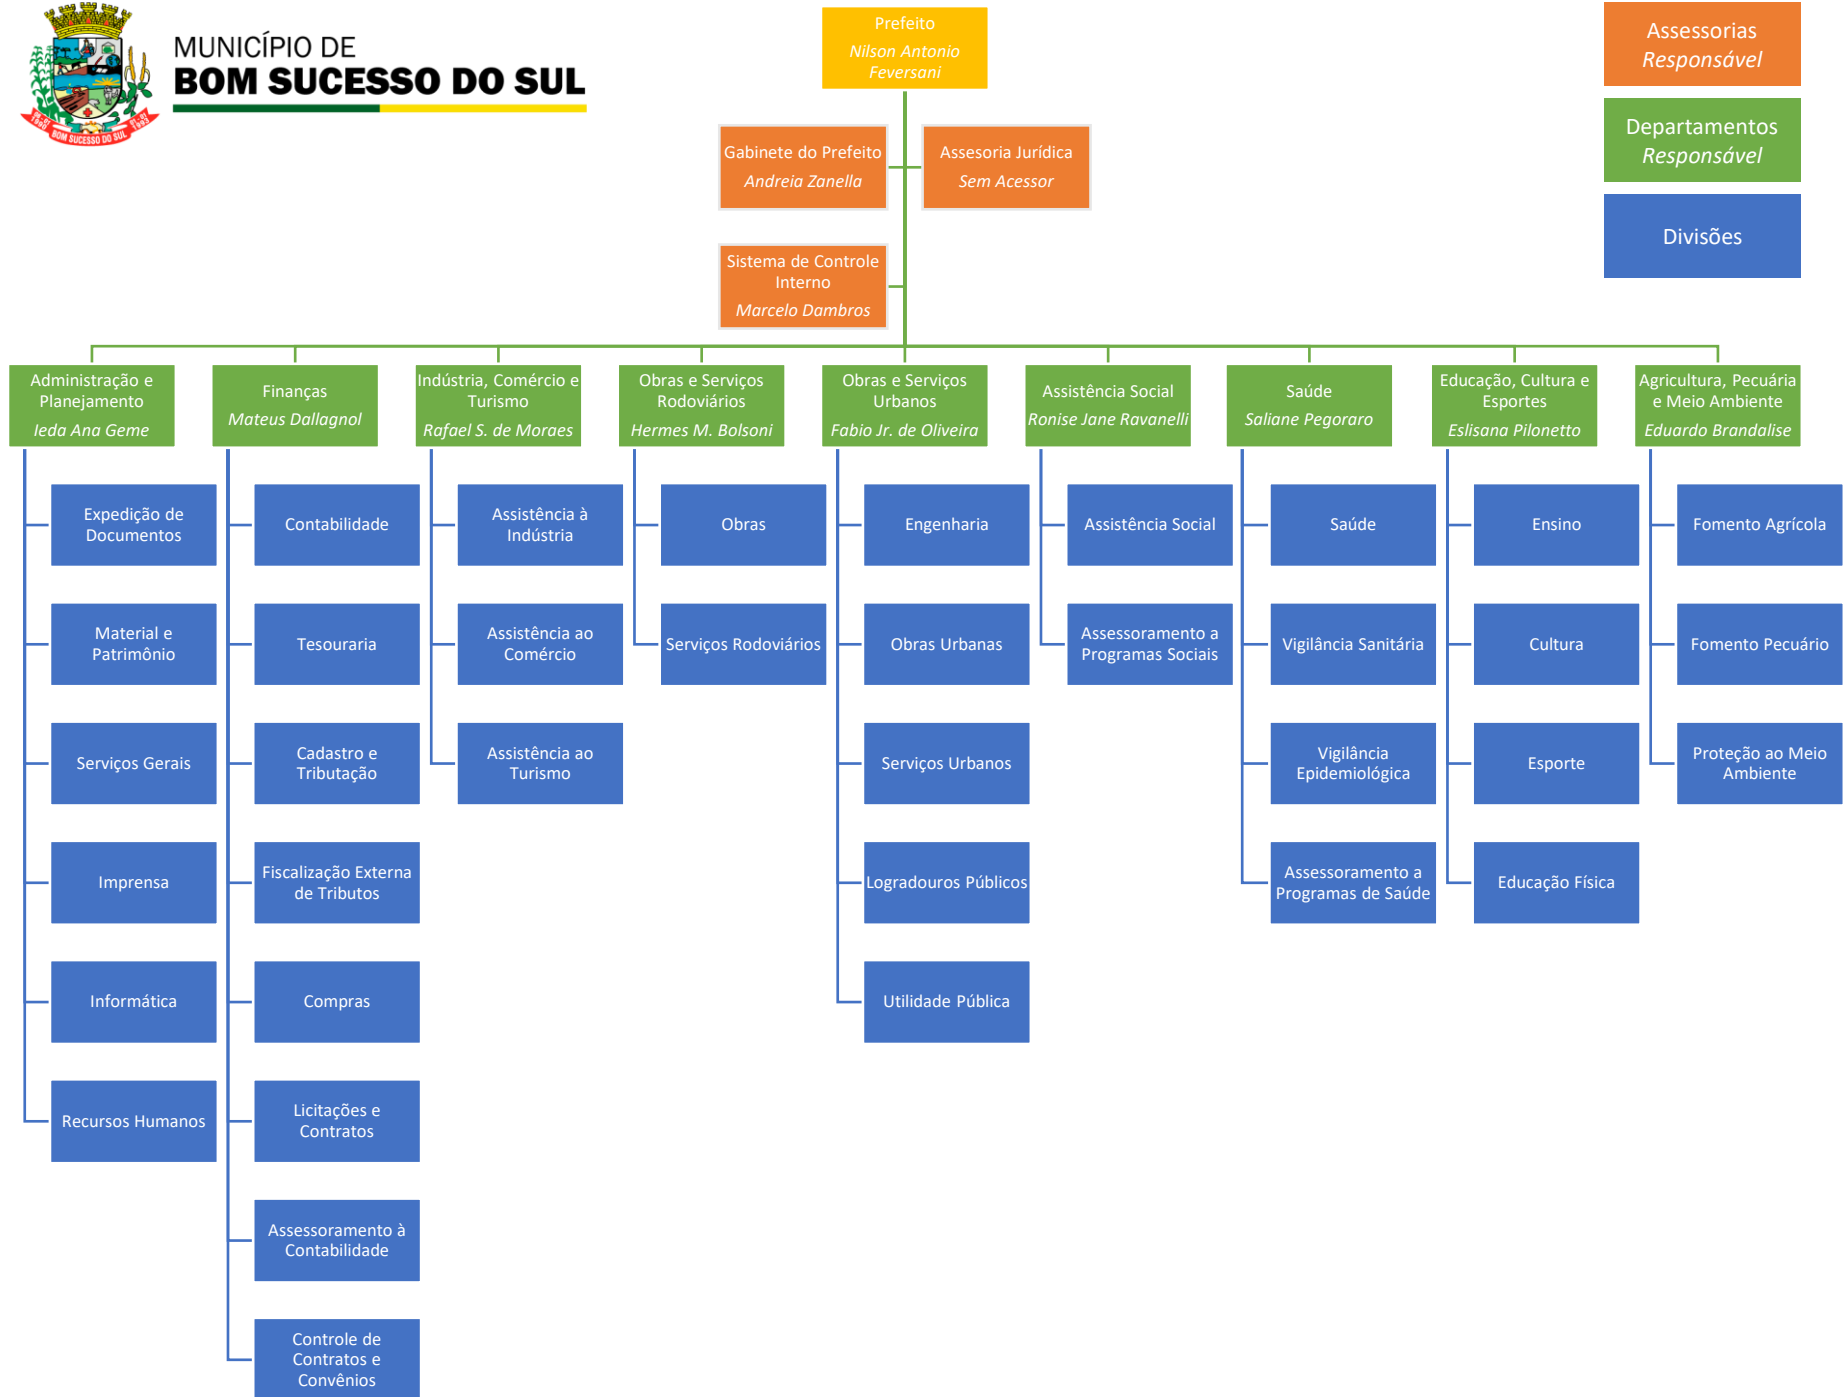 MUNICÍPIO DE
BOM SUCESSO DO SUL
BOM SUCESSO DO SUL
Prefeito
Nilson Antonio
Feversani
Assessorias
Responsável
Departamentos
Responsável
Divisões
Gabinete do Prefeito
Andreia Zanella
Assesoria Jurídica
Sem Acessor
Sistema de Controle
Interno
Marcelo Dambros
Administração e
Planejamento
Ieda Ana Geme
Expedição de
Documentos
Material e
Patrimônio
Serviços Gerais
Imprensa
Informática
Recursos Humanos
Finanças
Mateus Dallagnol
Contabilidade
Tesouraria
Cadastro e
Tributação
Fiscalização Externa
de Tributos
Compras
Licitações e
Contratos
Assessoramento à
Contabilidade
Controle de
Contratos e
Convênios
Indústria, Comércio e
Turismo
Rafael S. de Moraes
Assistência à
Indústria
Assistência ao
Comércio
Assistência ao
Turismo
Obras e Serviços
Rodoviários
Hermes M. Bolsoni
Obras
Serviços Rodoviários
Obras e Serviços
Urbanos
Fabio Jr. de Oliveira
Engenharia
Obras Urbanas
Serviços Urbanos
Logradouros Públicos
Utilidade Pública
Assistência Social
Ronise Jane Ravanelli
Assistência Social
Assessoramento a
Programas Sociais
Saúde
Saliane Pegoraro
Saúde
Vigilância Sanitária
Vigilância
Epidemiológica
Assessoramento a
Programas de Saúde
Educação, Cultura e
Esportes
Eslisana Pilonetto
Ensino
Cultura
Esporte
Educação Física
Agricultura, Pecuária
e Meio Ambiente
Eduardo Brandalise
Fomento Agrícola
Fomento Pecuário
Proteção ao Meio
Ambiente